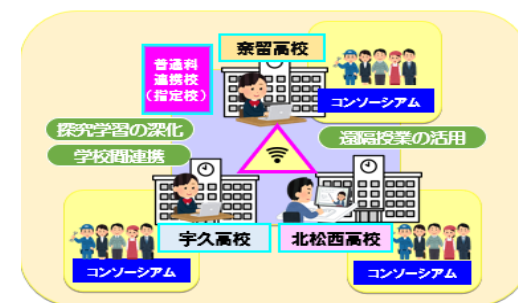 奈留高校
普通科
連携校
(指定校)
コンソーシアム
探究学習の深化
学校間連携
遠隔授業の活用
宇久高校
北松西高校
コンソーシアム
コンソーシアム